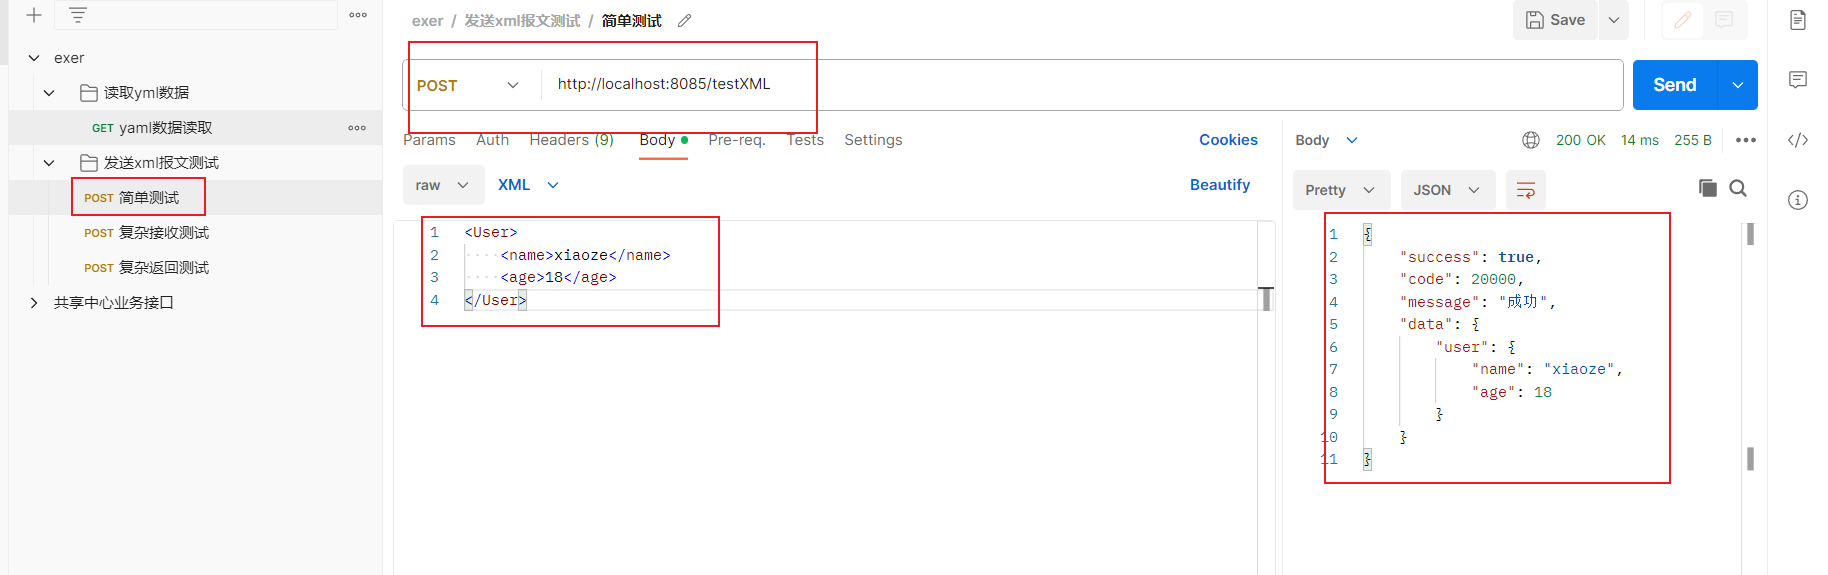 exer
读取yml数据
GET yaml数据读取
发送xml报文测试
POST 简单测试
POST 复杂接收测试
POST 复杂返回测试
共享中心业务接口
exer / 发送xml报文测试 / 简单测试
Save
POST http://localhost:8085/testXML
Send
Params Auth Headers (9) Body Pre-req. Tests Settings Cookies
raw XML Beautify
1 <User>
2 <name>xiaoze</name>
3 <age>18</age>
4 </User>
Body 200 OK 14 ms 255 B
Pretty JSON
1 {
2 "success": true,
3 "code": 20000,
4 "message": "成功",
5 "data": {
6 "user": {
7 "name": "xiaoze",
8 "age": 18
9 }
10 }
11 }